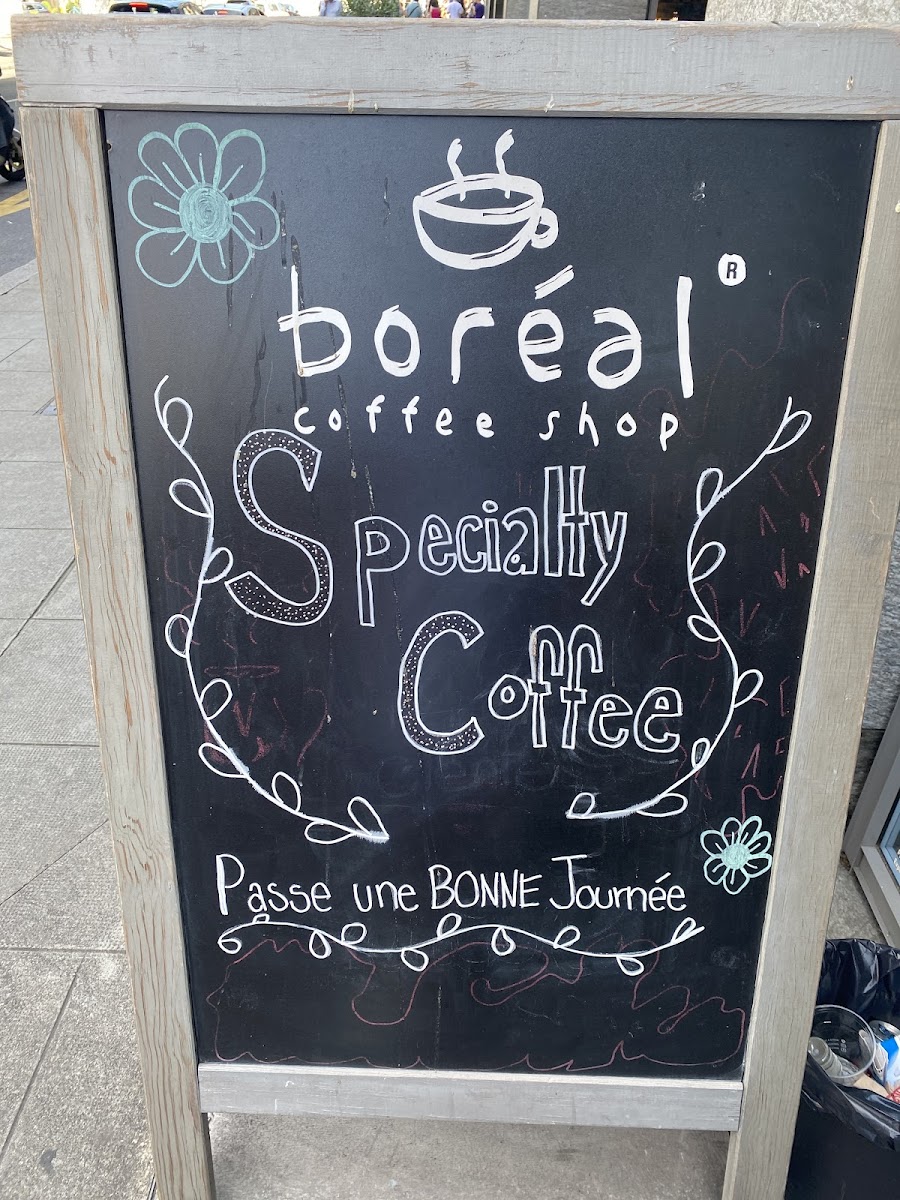 boréal ®
coffee shop
Specialty
Coffee
Passe une BONNE Journée